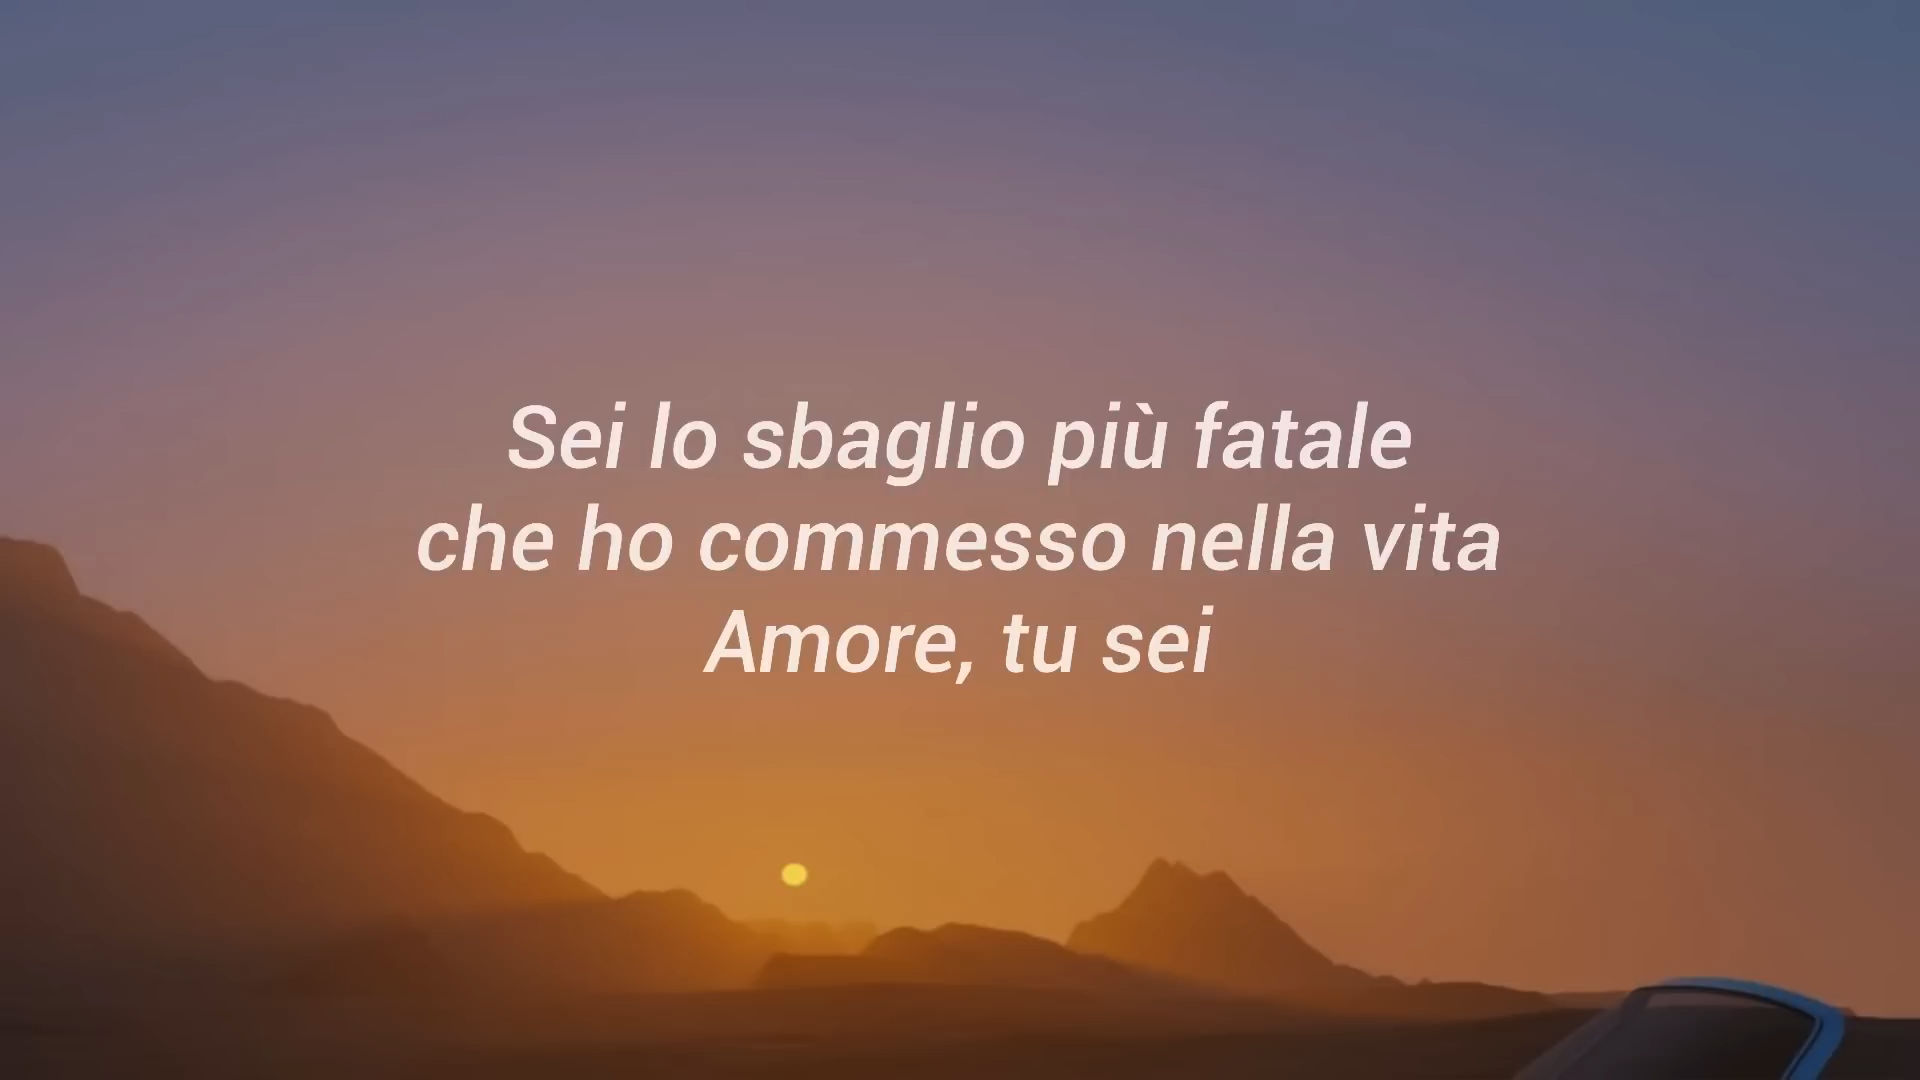 Sei lo sbaglio più fatale
che ho commesso nella vita
Amore, tu sei